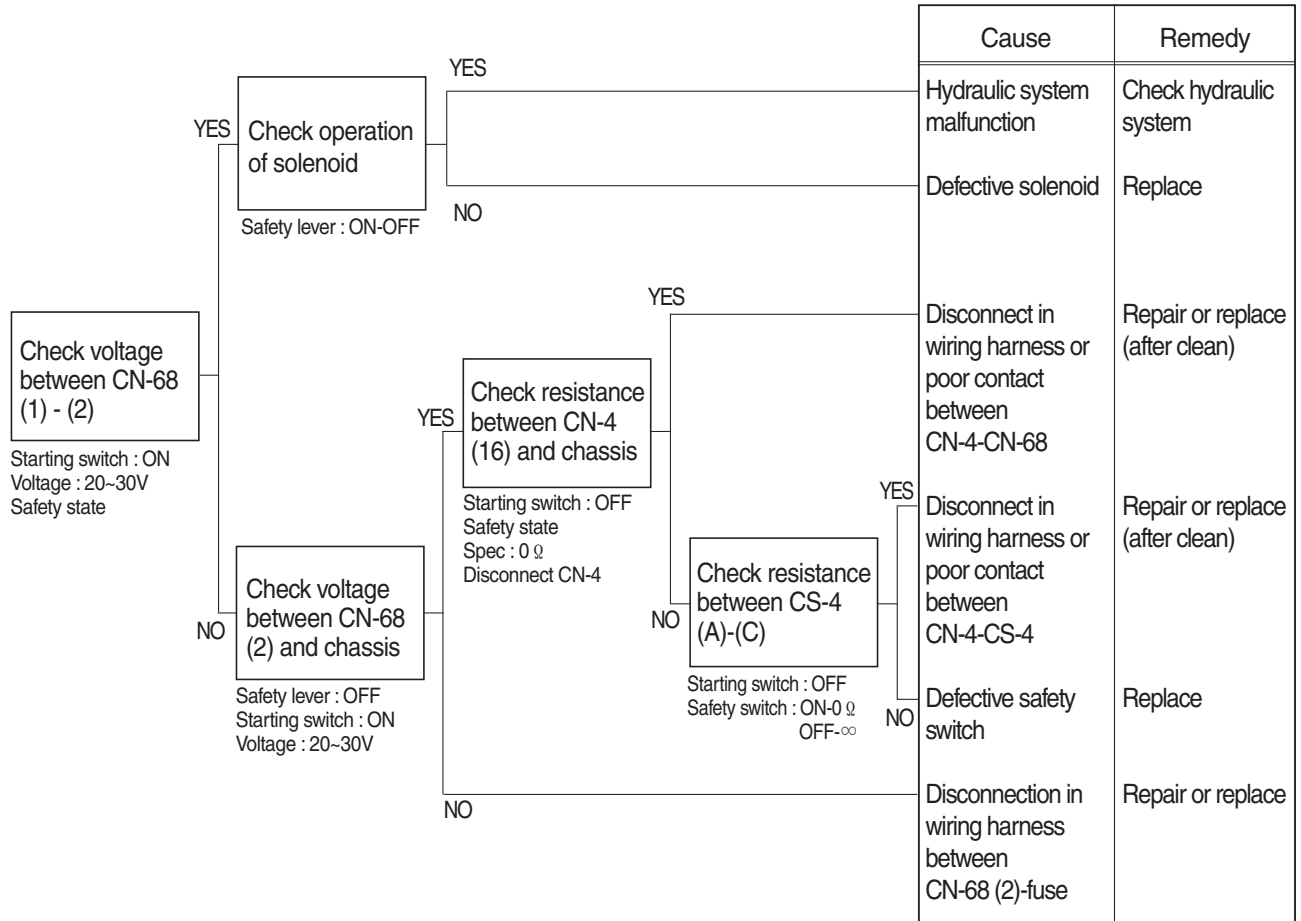 Cause
Remedy
YES
Hydraulic system
malfunction
Check hydraulic
system
YES
Check operation
of solenoid
Defective solenoid
Replace
NO
Safety lever : ON-OFF
YES
Disconnect in
wiring harness or
poor contact
between
CN-4-CN-68
Repair or replace
(after clean)
Check voltage
between CN-68
(1) - (2)
Starting switch : ON
Voltage : 20~30V
Safety state
YES
Check resistance
between CN-4
(16) and chassis
Starting switch : OFF
Safety state
Spec : 0 Ω
Disconnect CN-4
YES
Disconnect in
wiring harness or
poor contact
between
CN-4-CS-4
Repair or replace
(after clean)
NO
Check voltage
between CN-68
(2) and chassis
Safety lever : OFF
Starting switch : ON
Voltage : 20~30V
NO
Check resistance
between CS-4
(A)-(C)
Starting switch : OFF
Safety switch : ON-0 Ω
OFF-∞
NO
Defective safety
switch
Replace
NO
Disconnection in
wiring harness
between
CN-68 (2)-fuse
Repair or replace